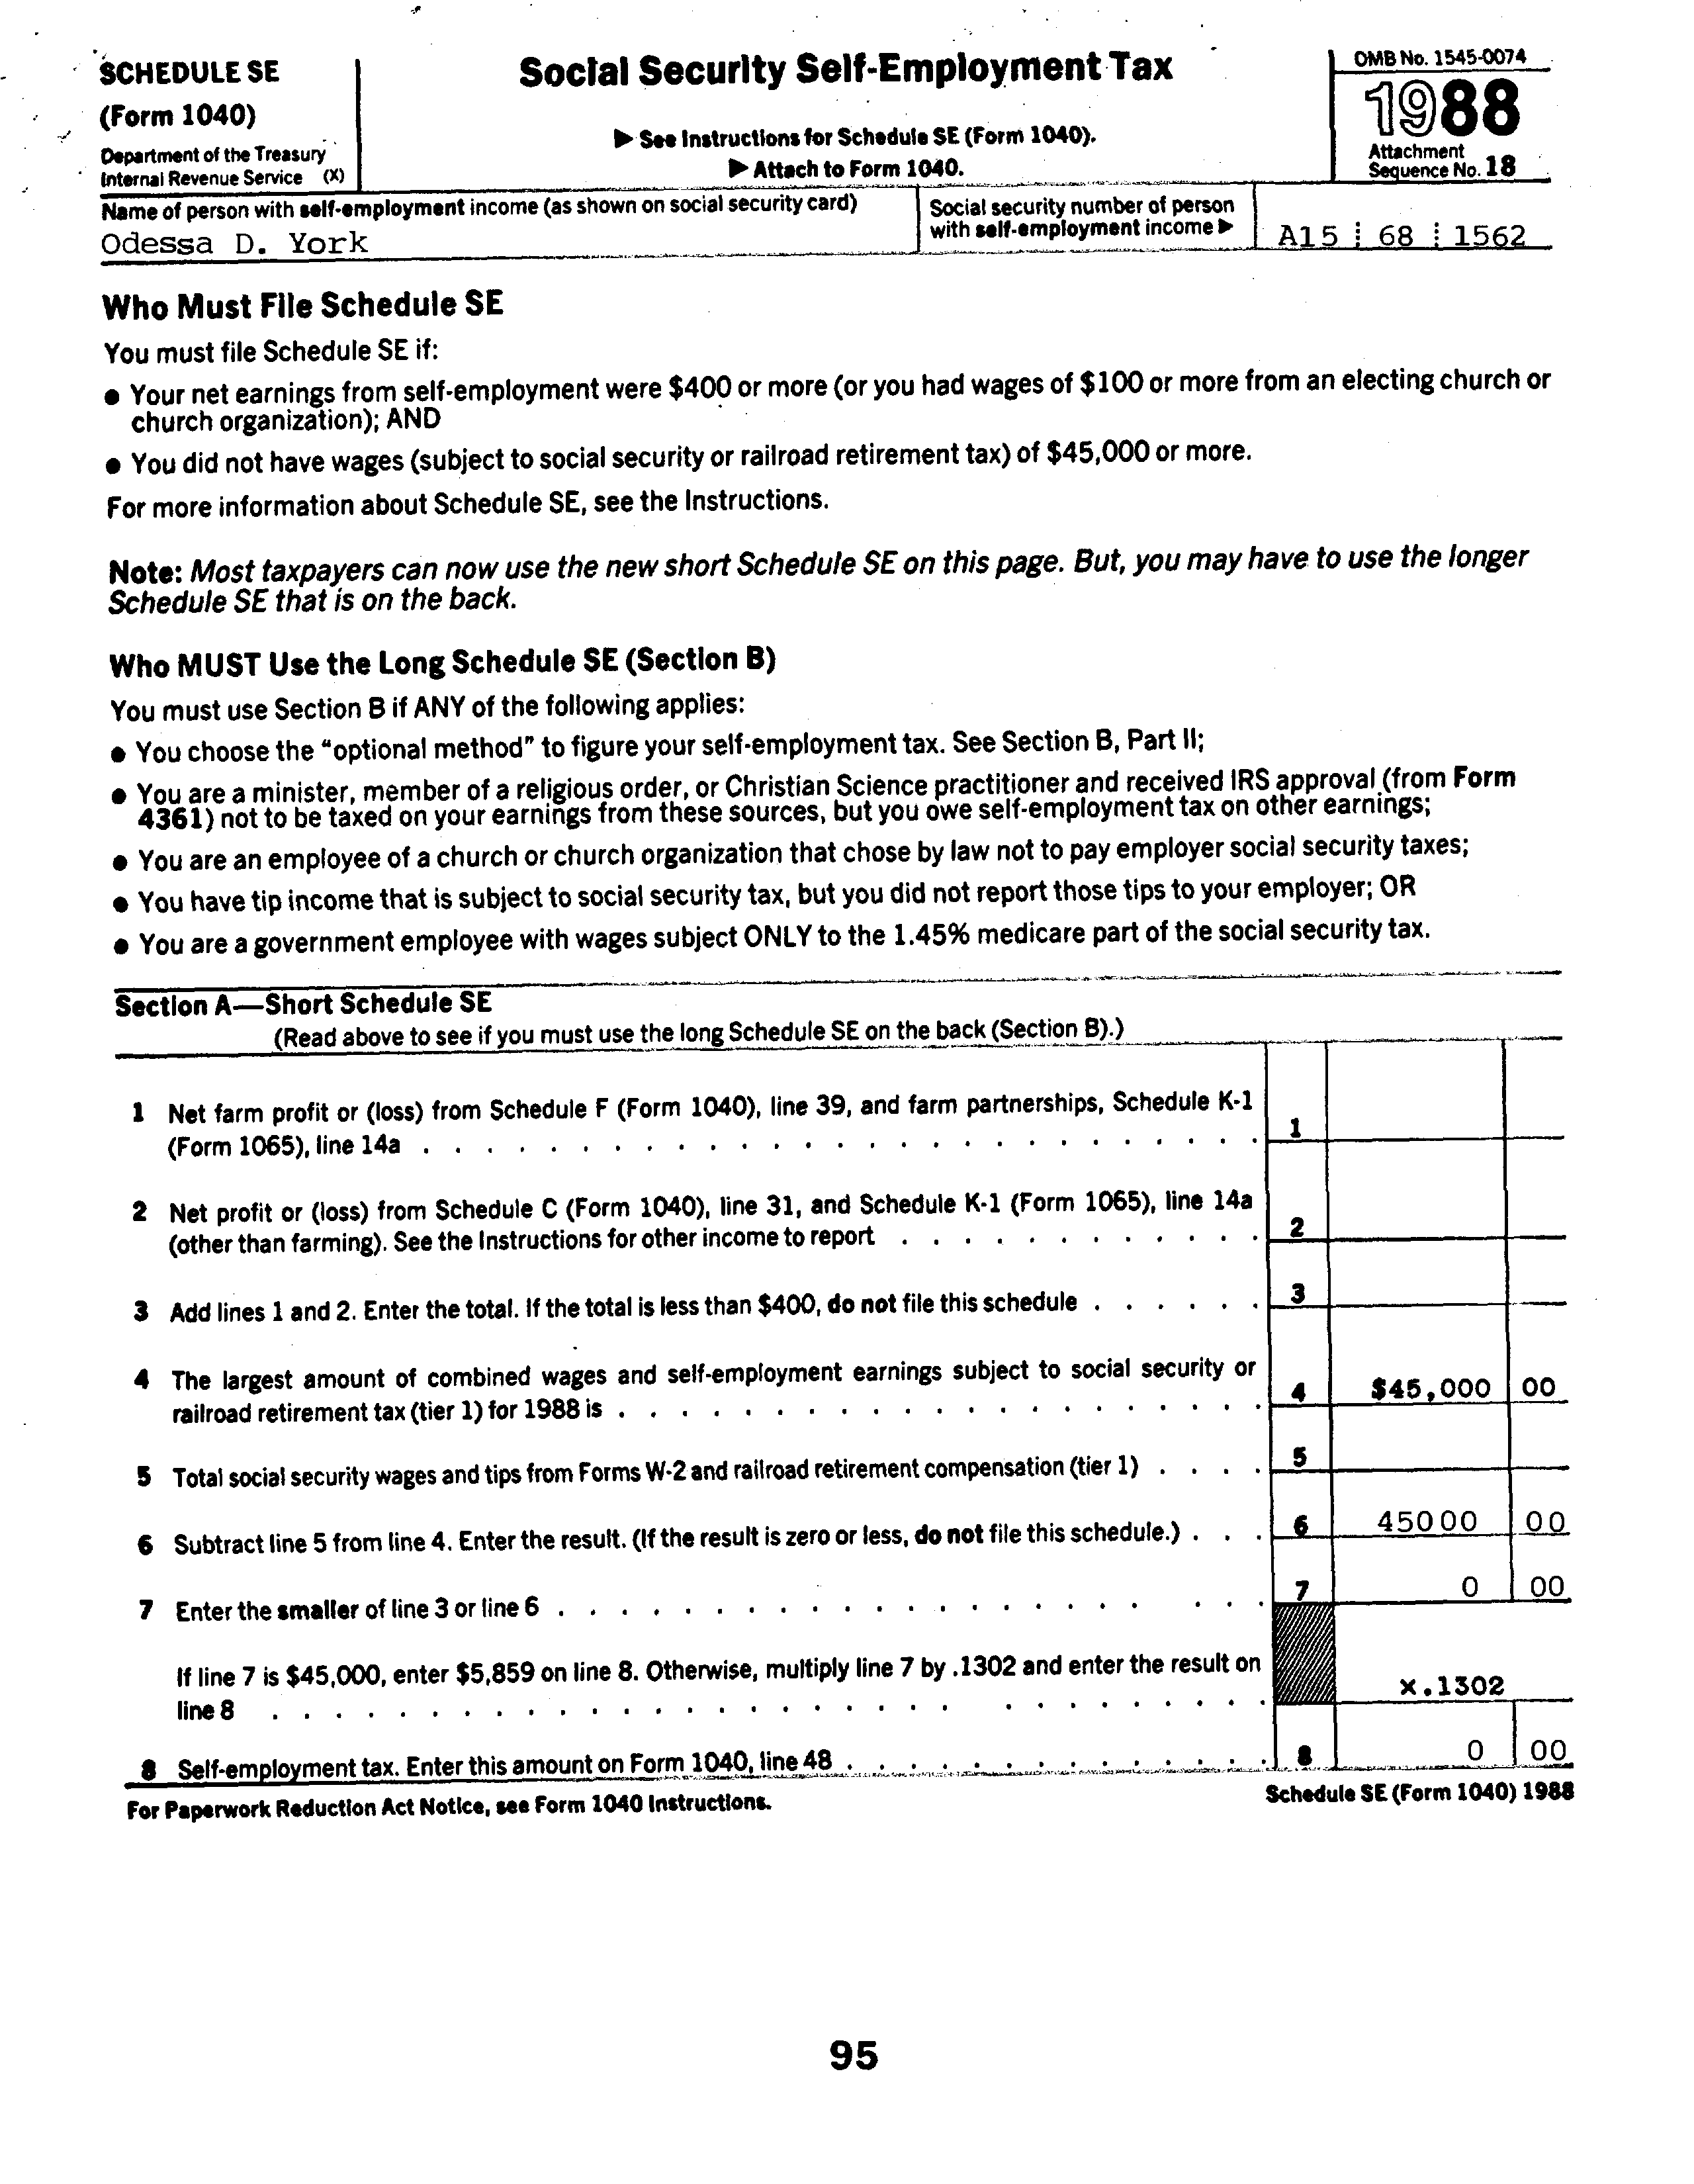 SCHEDULE SE
(Form 1040)
Department of the Treasury
Internal Revenue Service (X)
Social Security Self-Employment Tax
▶ See Instructions for Schedule SE (Form 1040).
▶ Attach to Form 1040.
OMB No. 1545-0074
1988
Attachment
Sequence No. 18
Name of person with self-employment income (as shown on social security card)
Odessa D. York
Social security number of person
with self-employment income ▶
A15 68 1562
Who Must File Schedule SE
You must file Schedule SE if:
● Your net earnings from self-employment were $400 or more (or you had wages of $100 or more from an electing church or
church organization); AND
● You did not have wages (subject to social security or railroad retirement tax) of $45,000 or more.
For more information about Schedule SE, see the Instructions.
Note: Most taxpayers can now use the new short Schedule SE on this page. But, you may have to use the longer
Schedule SE that is on the back.
Who MUST Use the Long Schedule SE (Section B)
You must use Section B if ANY of the following applies:
● You choose the “optional method” to figure your self-employment tax. See Section B, Part II;
● You are a minister, member of a religious order, or Christian Science practitioner and received IRS approval (from Form
4361) not to be taxed on your earnings from these sources, but you owe self-employment tax on other earnings;
● You are an employee of a church or church organization that chose by law not to pay employer social security taxes;
● You have tip income that is subject to social security tax, but you did not report those tips to your employer; OR
● You are a government employee with wages subject ONLY to the 1.45% medicare part of the social security tax.
Section A—Short Schedule SE
(Read above to see if you must use the long Schedule SE on the back (Section B).)
1 Net farm profit or (loss) from Schedule F (Form 1040), line 39, and farm partnerships, Schedule K-1
(Form 1065), line 14a . . . . . . . . . . . . . . . . . . . . . . . . . . . 1
2 Net profit or (loss) from Schedule C (Form 1040), line 31, and Schedule K-1 (Form 1065), line 14a
(other than farming). See the Instructions for other income to report . . . . . . . . . . . . 2
3 Add lines 1 and 2. Enter the total. If the total is less than $400, do not file this schedule . . . . . . 3
4 The largest amount of combined wages and self-employment earnings subject to social security or
railroad retirement tax (tier 1) for 1988 is . . . . . . . . . . . . . . . . . . . . . 4 $45,000 00
5 Total social security wages and tips from Forms W-2 and railroad retirement compensation (tier 1) . . . . 5
6 Subtract line 5 from line 4. Enter the result. (If the result is zero or less, do not file this schedule.) . . . 6 45000 00
7 Enter the smaller of line 3 or line 6 . . . . . . . . . . . . . . . . . . . . . . 7 0 00
If line 7 is $45,000, enter $5,859 on line 8. Otherwise, multiply line 7 by .1302 and enter the result on
line 8 . . . . . . . . . . . . . . . . . . . . . . . . . . . . . . x.1302
8 Self-employment tax. Enter this amount on Form 1040, line 48 . . . . . . . . . . . . . . 8 0 00
For Paperwork Reduction Act Notice, see Form 1040 Instructions.
Schedule SE (Form 1040) 1988
95